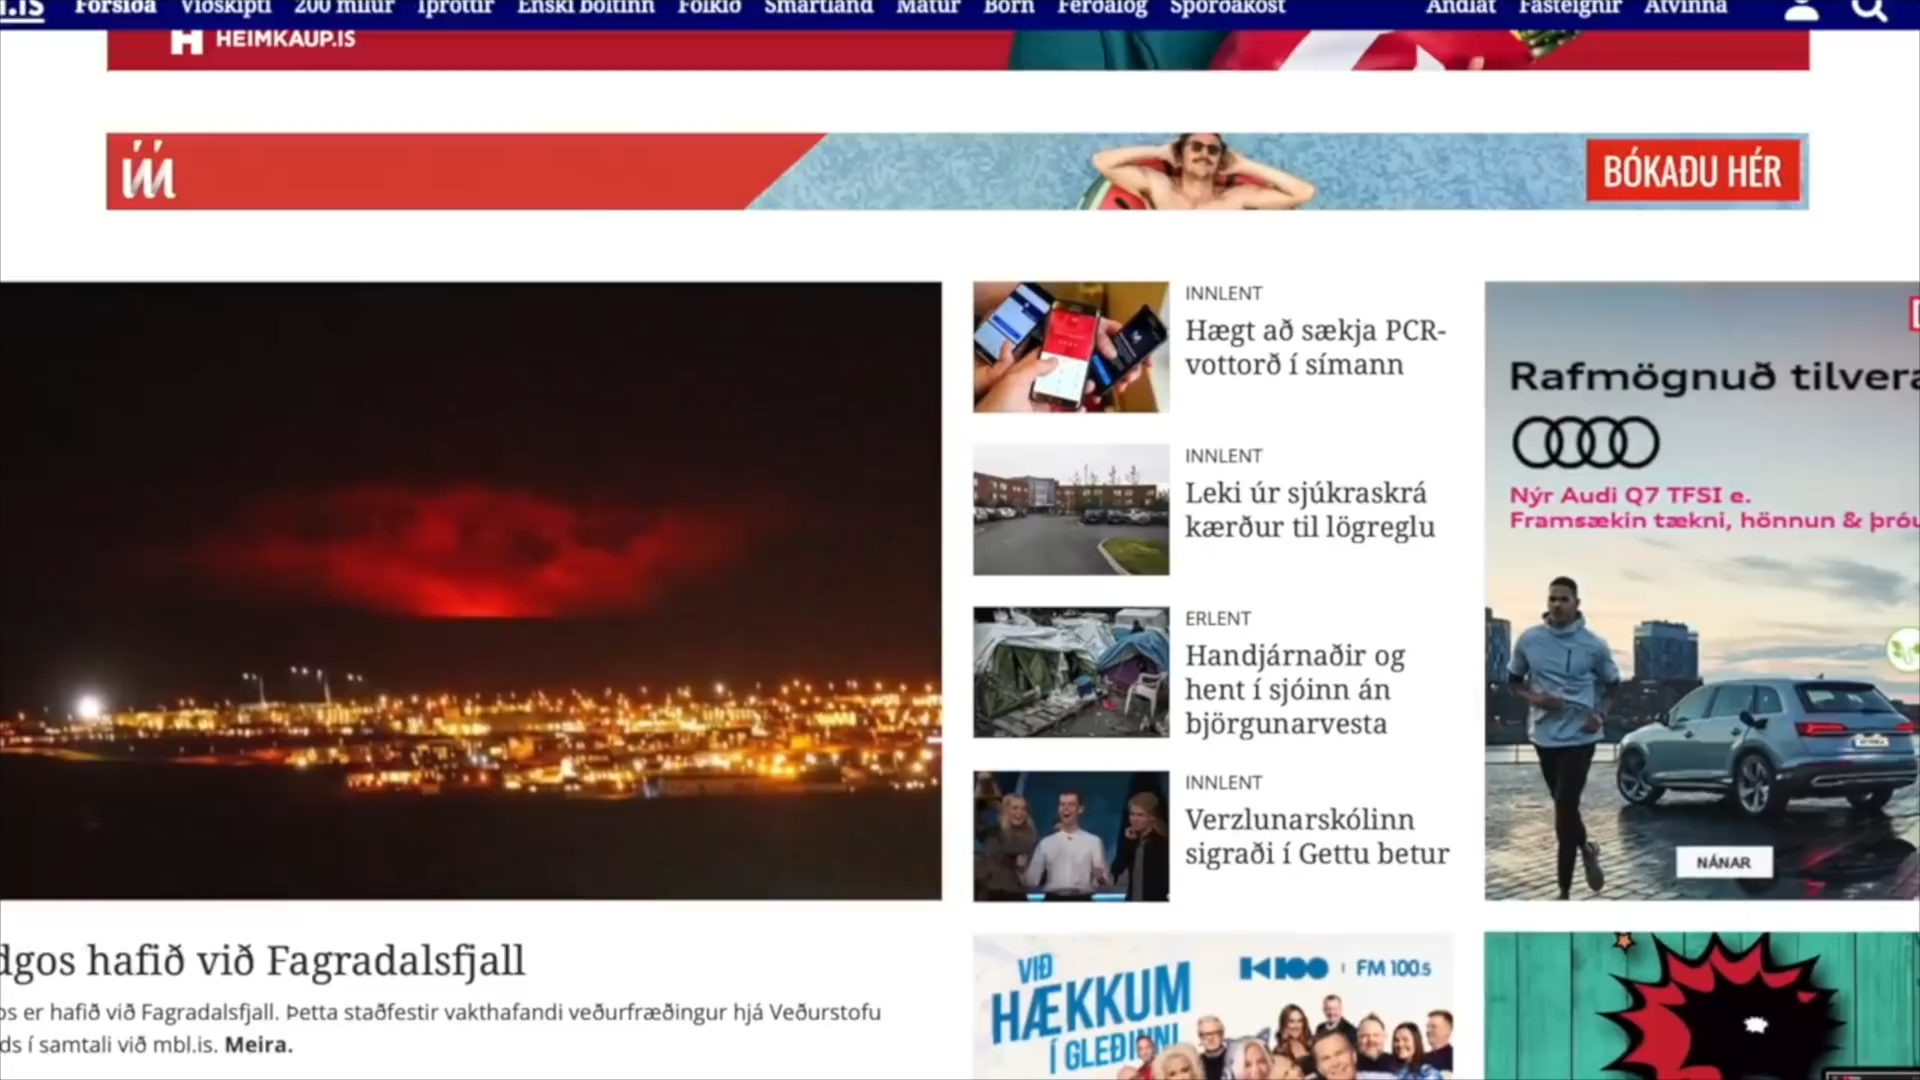 Forsíða Viðskipti 200 mílur Íþróttir Enski boltinn Fólkið Smartland Matur Börn Ferðalög Sporðaköst Andlát Fasteignir Atvinna
HEIMKAUP.IS
BÓKAÐU HÉR
INNLENT
Hægt að sækja PCR-
vottorð í símann
INNLENT
Leki úr sjúkraskrá
kærður til lögreglu
ERLENT
Handjárnaðir og
hent í sjóinn án
björgunarvesta
INNLENT
Verzlunarskólinn
sigraði í Gettu betur
Rafmögnuð tilvera
Nýr Audi Q7 TFSI e.
Framsækin tækni, hönnun &
NÁNAR
dgos hafið við Fagradalsfjall
os er hafið við Fagradalsfjall. Þetta staðfestir vakthafandi veðurfræðingur hjá Veðurstofu
ds í samtali við mbl.is. Meira.
VIÐ
HÆKKUM
Í GLEÐINNI
K100 FM 100.5